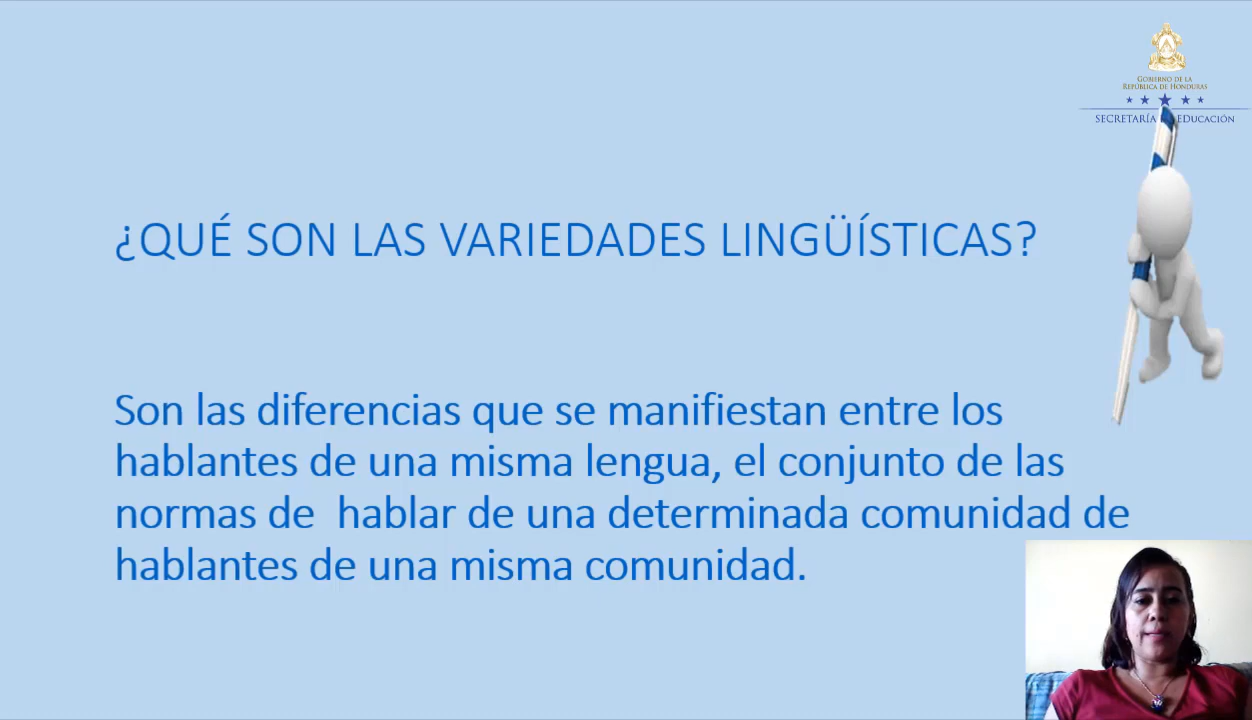 GOBIERNO DE LA
REPÚBLICA DE HONDURAS
SECRETARÍA EDUCACIÓN
¿QUÉ SON LAS VARIEDADES LINGÜÍSTICAS?
Son las diferencias que se manifiestan entre los
hablantes de una misma lengua, el conjunto de las
normas de  hablar de una determinada comunidad de
hablantes de una misma comunidad.